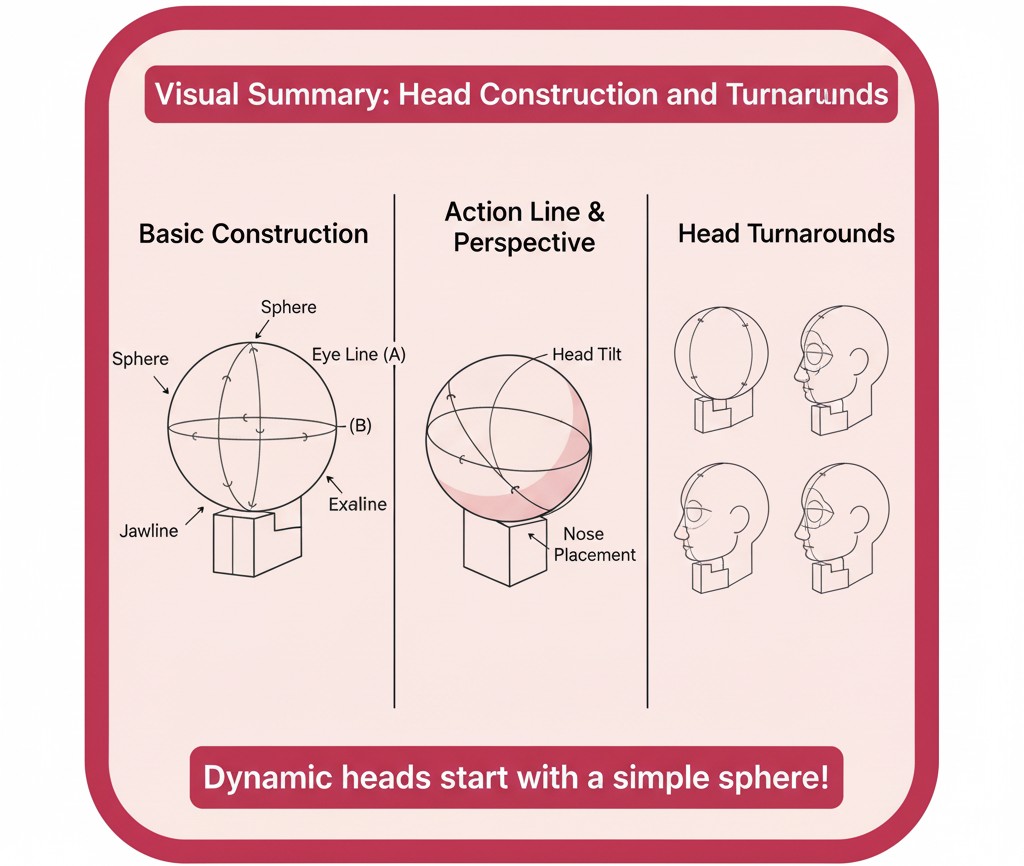 Visual Summary: Head Construction and Turnarunds
Basic Construction
Sphere
Sphere
Eye Line (A)
(B)
Exaline
Jawline
Action Line &
Perspective
Head Tilt
Nose
Placement
Head Turnarounds
Dynamic heads start with a simple sphere!